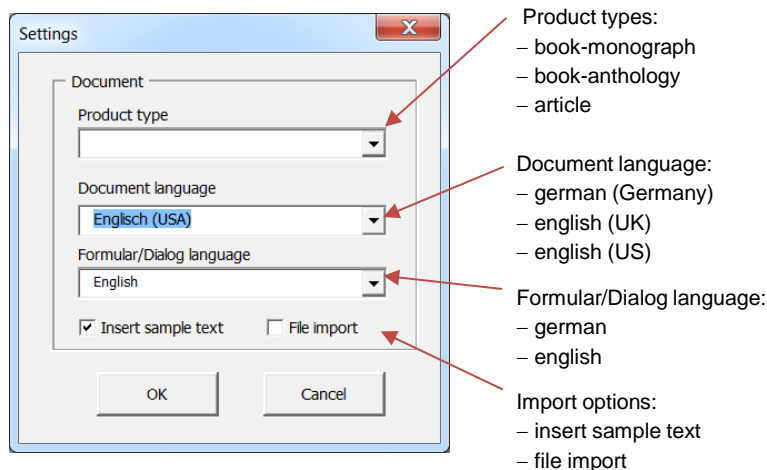 Settings
X
Document
Product type
Document language
Englisch (USA)
Formular/Dialog language
English
Insert sample text
File import
OK
Cancel
Product types:
– book-monograph
– book-anthology
– article
Document language:
– german (Germany)
– english (UK)
– english (US)
Formular/Dialog language:
– german
– english
Import options:
– insert sample text
– file import